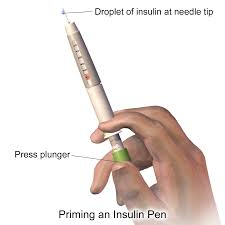 Droplet of insulin at needle tip
Press plunger
Priming an Insulin Pen